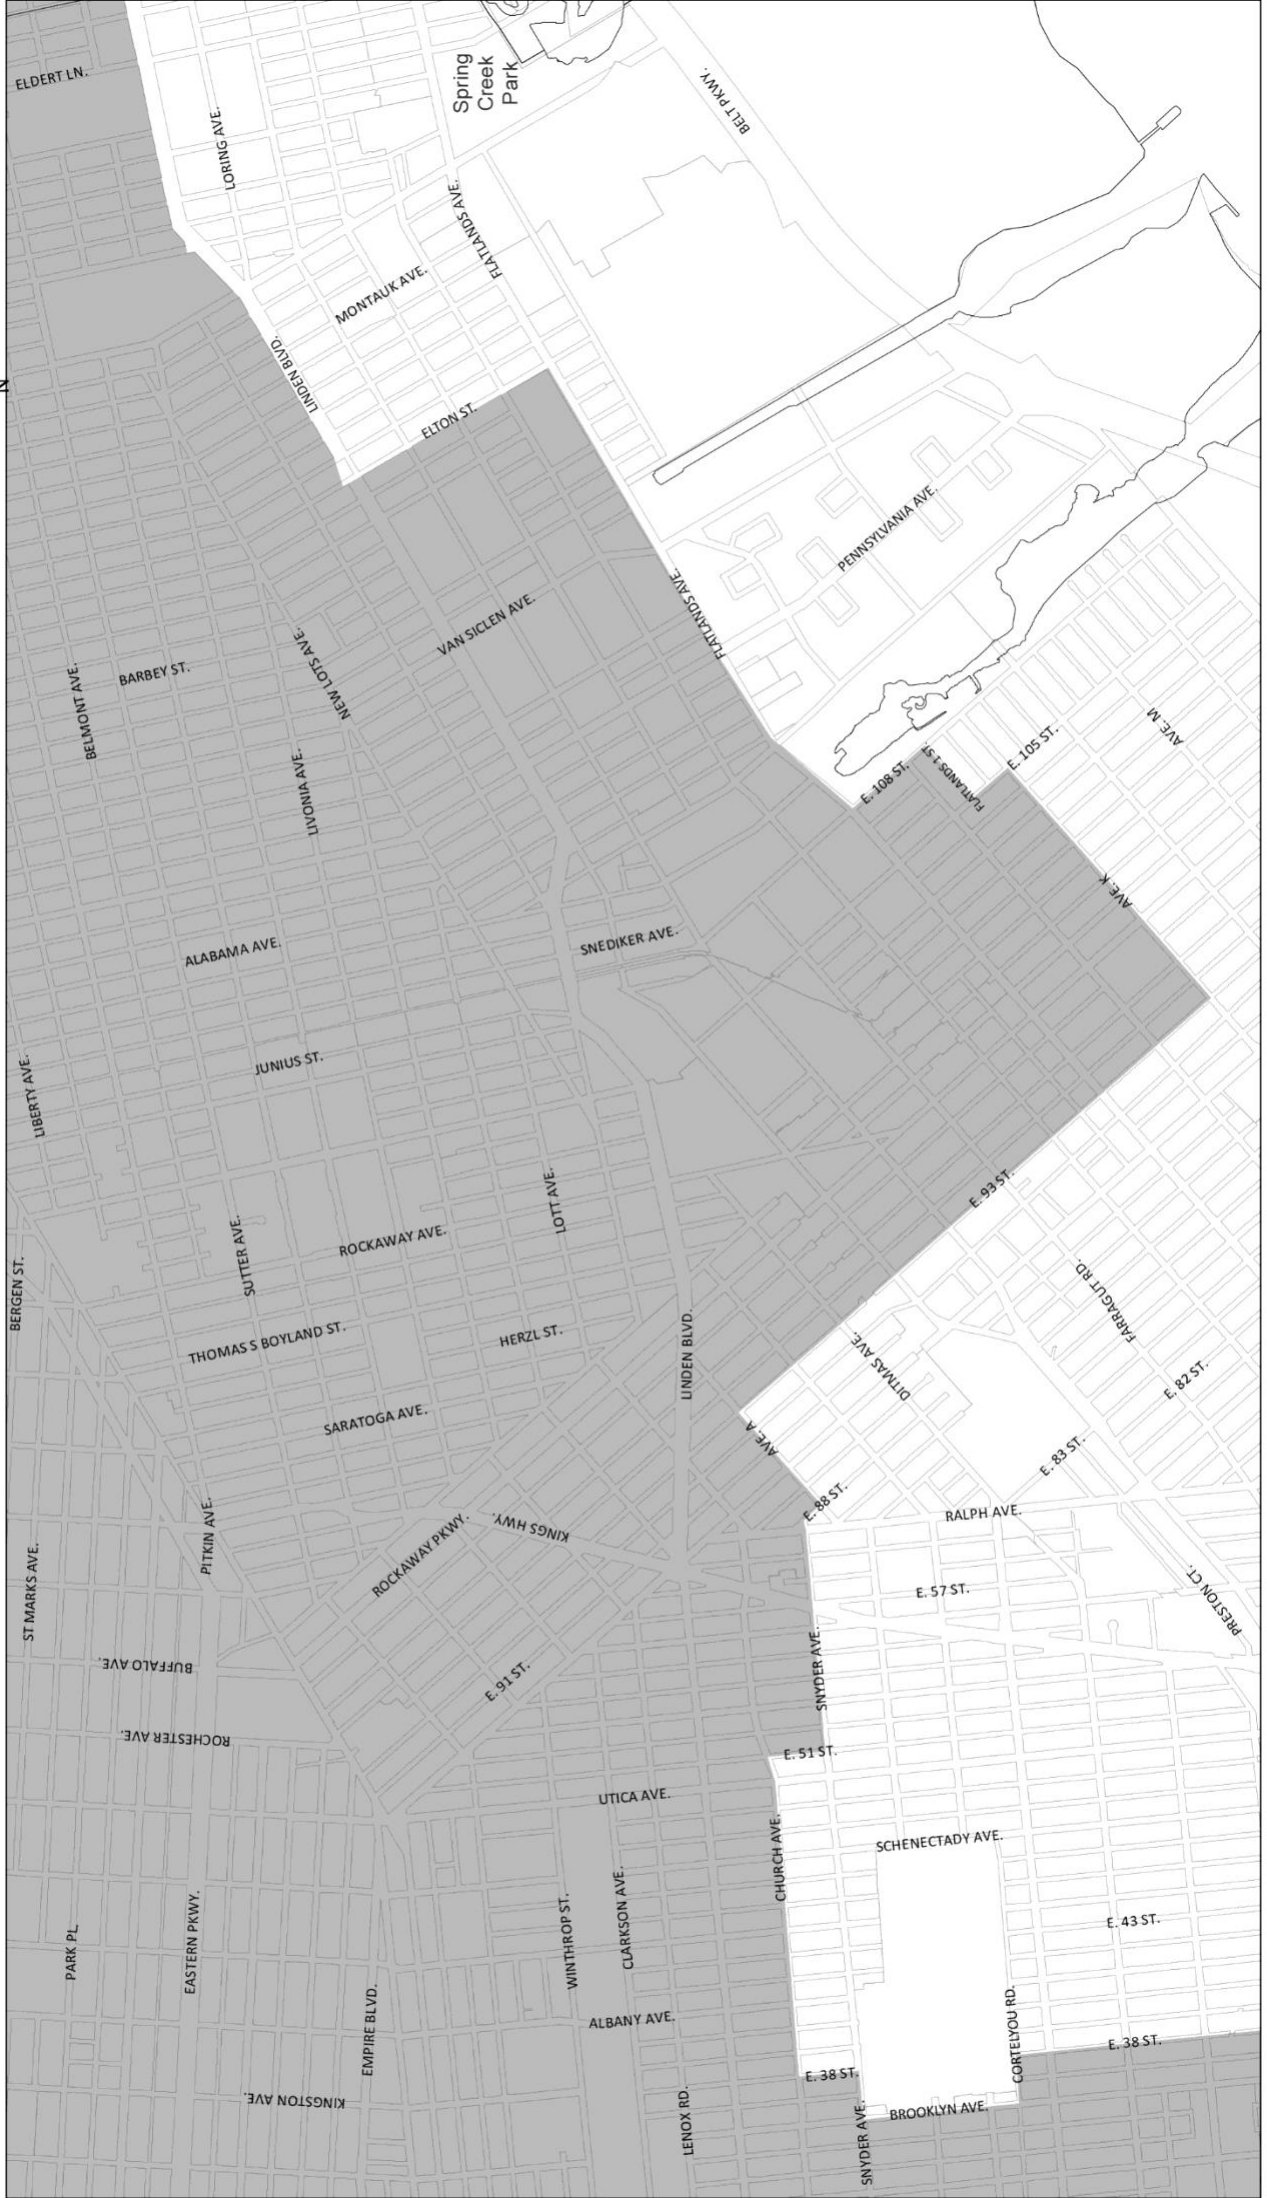 ELDERT LN.
LORING AVE.
Spring
Creek
Park
BELT PKWY.
FLATLANDS AVE.
MONTAUK AVE.
LINDEN BLVD.
N
ELTON ST.
PENNSYLVANIA AVE.
FLATLANDS AVE.
VAN SICLEN AVE.
NEW LOTS AVE.
BARBEY ST.
BELMONT AVE.
LIVONIA AVE.
AVE. M
E. 105 ST.
FLATLANDS 1 ST.
E. 108 ST.
AVE. K
ALABAMA AVE.
SNEDIKER AVE.
JUNIUS ST.
LIBERTY AVE.
E. 93 ST.
LOTT AVE.
ROCKAWAY AVE.
SUTTER AVE.
BERGEN ST.
THOMAS S BOYLAND ST.
HERZL ST.
LINDEN BLVD.
FARRAGUT RD.
DITMAS AVE.
E. 82 ST.
SARATOGA AVE.
AVE. A
E. 83 ST.
E. 88 ST.
RALPH AVE.
PITKIN AVE.
KINGS HWY.
ROCKAWAY PKWY.
ST MARKS AVE.
E. 57 ST.
PRESTON CT.
BUFFALO AVE.
E. 91 ST.
SNYDER AVE.
ROCHESTER AVE.
E. 51 ST.
UTICA AVE.
CHURCH AVE.
SCHENECTADY AVE.
CLARKSON AVE.
WINTHROP ST.
E. 43 ST.
PARK PL.
EASTERN PKWY.
EMPIRE BLVD.
ALBANY AVE.
CORTELYOU RD.
E. 38 ST.
E. 38 ST.
KINGSTON AVE.
LENOX RD.
BROOKLYN AVE.
SNYDER AVE.